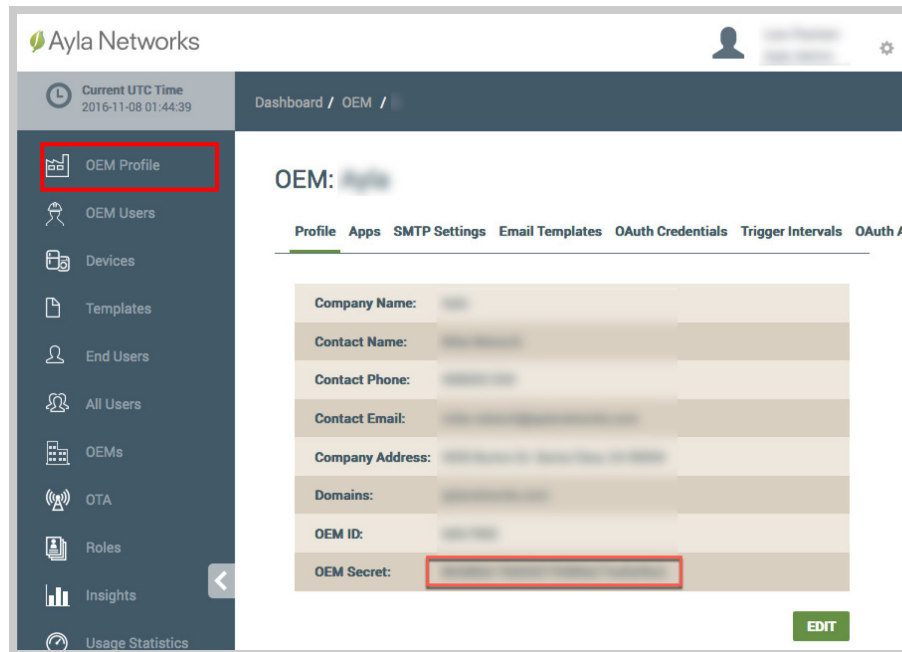 Ayla Networks
Current UTC Time
2016-11-08 01:44:39
Dashboard / OEM /
OEM Profile
OEM Users
Devices
Templates
End Users
All Users
OEMs
OTA
Roles
Insights
Usage Statistics
OEM:
Profile Apps SMTP Settings Email Templates OAuth Credentials Trigger Intervals OAuth A
Company Name:
Contact Name:
Contact Phone:
Contact Email:
Company Address:
Domains:
OEM ID:
OEM Secret:
EDIT